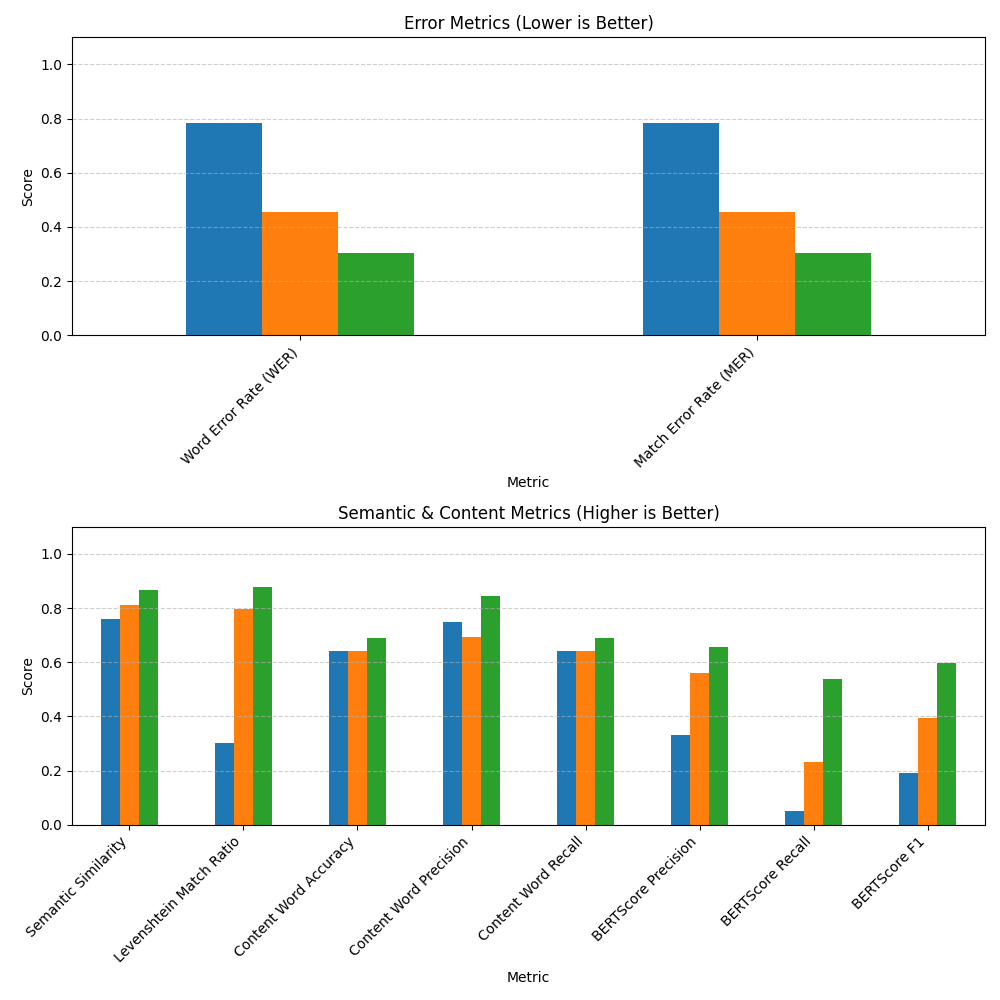 Error Metrics (Lower is Better)
1.0
0.8
0.6
0.4
0.2
0.0
Score
Word Error Rate (WER)
Match Error Rate (MER)
Metric
Semantic & Content Metrics (Higher is Better)
1.0
0.8
0.6
0.4
0.2
0.0
Score
Semantic Similarity
Levenshtein Match Ratio
Content Word Accuracy
Content Word Precision
Content Word Recall
BERTScore Precision
BERTScore Recall
BERTScore F1
Metric